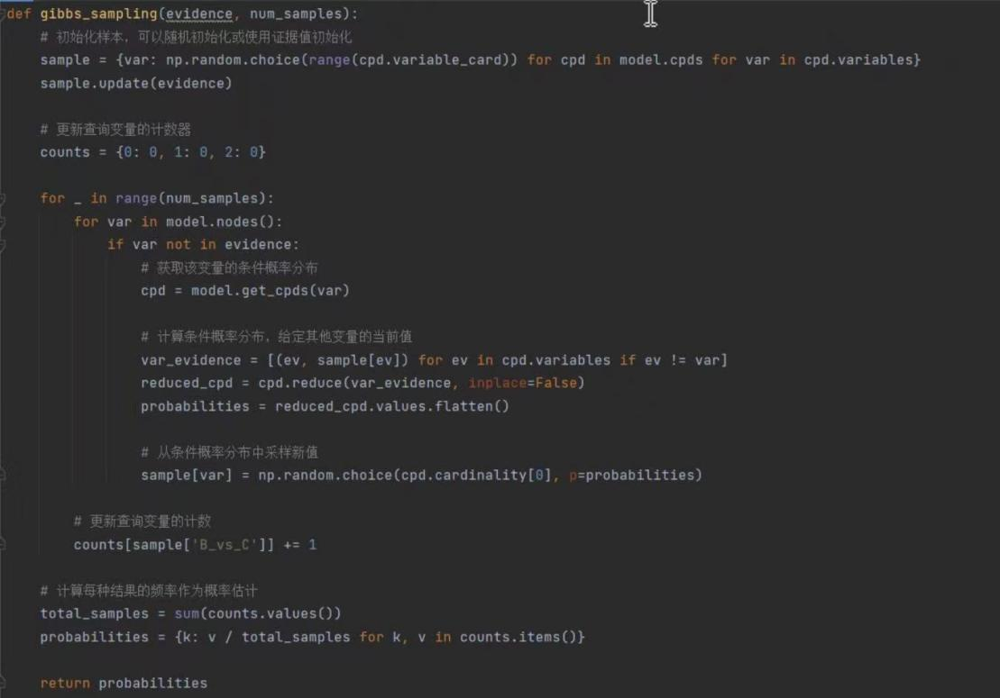 def gibbs_sampling(evidence, num_samples):
    # 初始化样本，可以随机初始化或使用证据值初始化
    sample = {var: np.random.choice(range(cpd.variable_card)) for cpd in model.cpds for var in cpd.variables}
    sample.update(evidence)

    # 更新查询变量的计数器
    counts = {0: 0, 1: 0, 2: 0}

    for _ in range(num_samples):
        for var in model.nodes():
            if var not in evidence:
                # 获取该变量的条件概率分布
                cpd = model.get_cpds(var)

                # 计算条件概率分布，给定其他变量的当前值
                var_evidence = [(ev, sample[ev]) for ev in cpd.variables if ev != var]
                reduced_cpd = cpd.reduce(var_evidence, inplace=False)
                probabilities = reduced_cpd.values.flatten()

                # 从条件概率分布中采样新值
                sample[var] = np.random.choice(cpd.cardinality[0], p=probabilities)

        # 更新查询变量的计数
        counts[sample['B_vs_C']] += 1

    # 计算每种结果的频率作为概率估计
    total_samples = sum(counts.values())
    probabilities = {k: v / total_samples for k, v in counts.items()}

    return probabilities